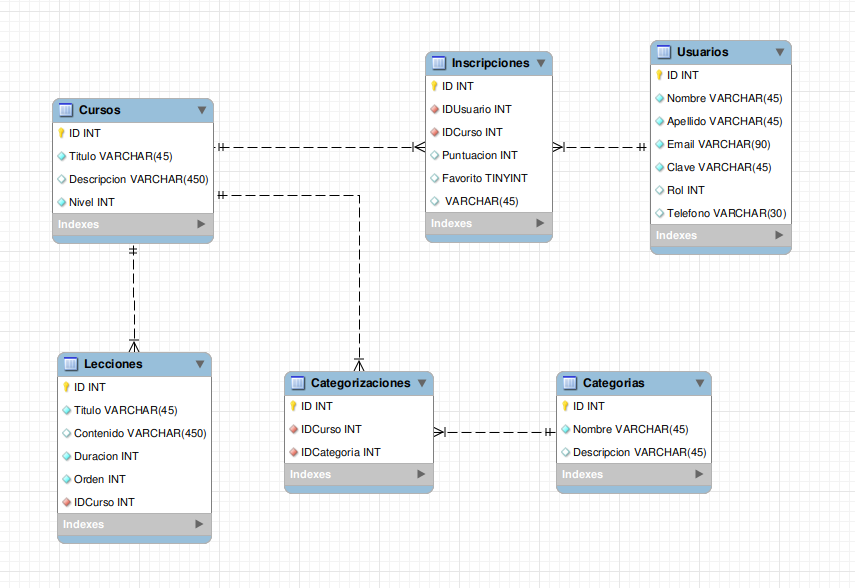 Cursos
ID INT
Titulo VARCHAR(45)
Descripcion VARCHAR(450)
Nivel INT
Indexes
Inscripciones
ID INT
IDUsuario INT
IDCurso INT
Puntuacion INT
Favorito TINYINT
VARCHAR(45)
Indexes
Usuarios
ID INT
Nombre VARCHAR(45)
Apellido VARCHAR(45)
Email VARCHAR(90)
Clave VARCHAR(45)
Rol INT
Telefono VARCHAR(30)
Indexes
Lecciones
ID INT
Titulo VARCHAR(45)
Contenido VARCHAR(450)
Duracion INT
Orden INT
IDCurso INT
Indexes
Categorizaciones
ID INT
IDCurso INT
IDCategoria INT
Indexes
Categorias
ID INT
Nombre VARCHAR(45)
Descripcion VARCHAR(45)
Indexes